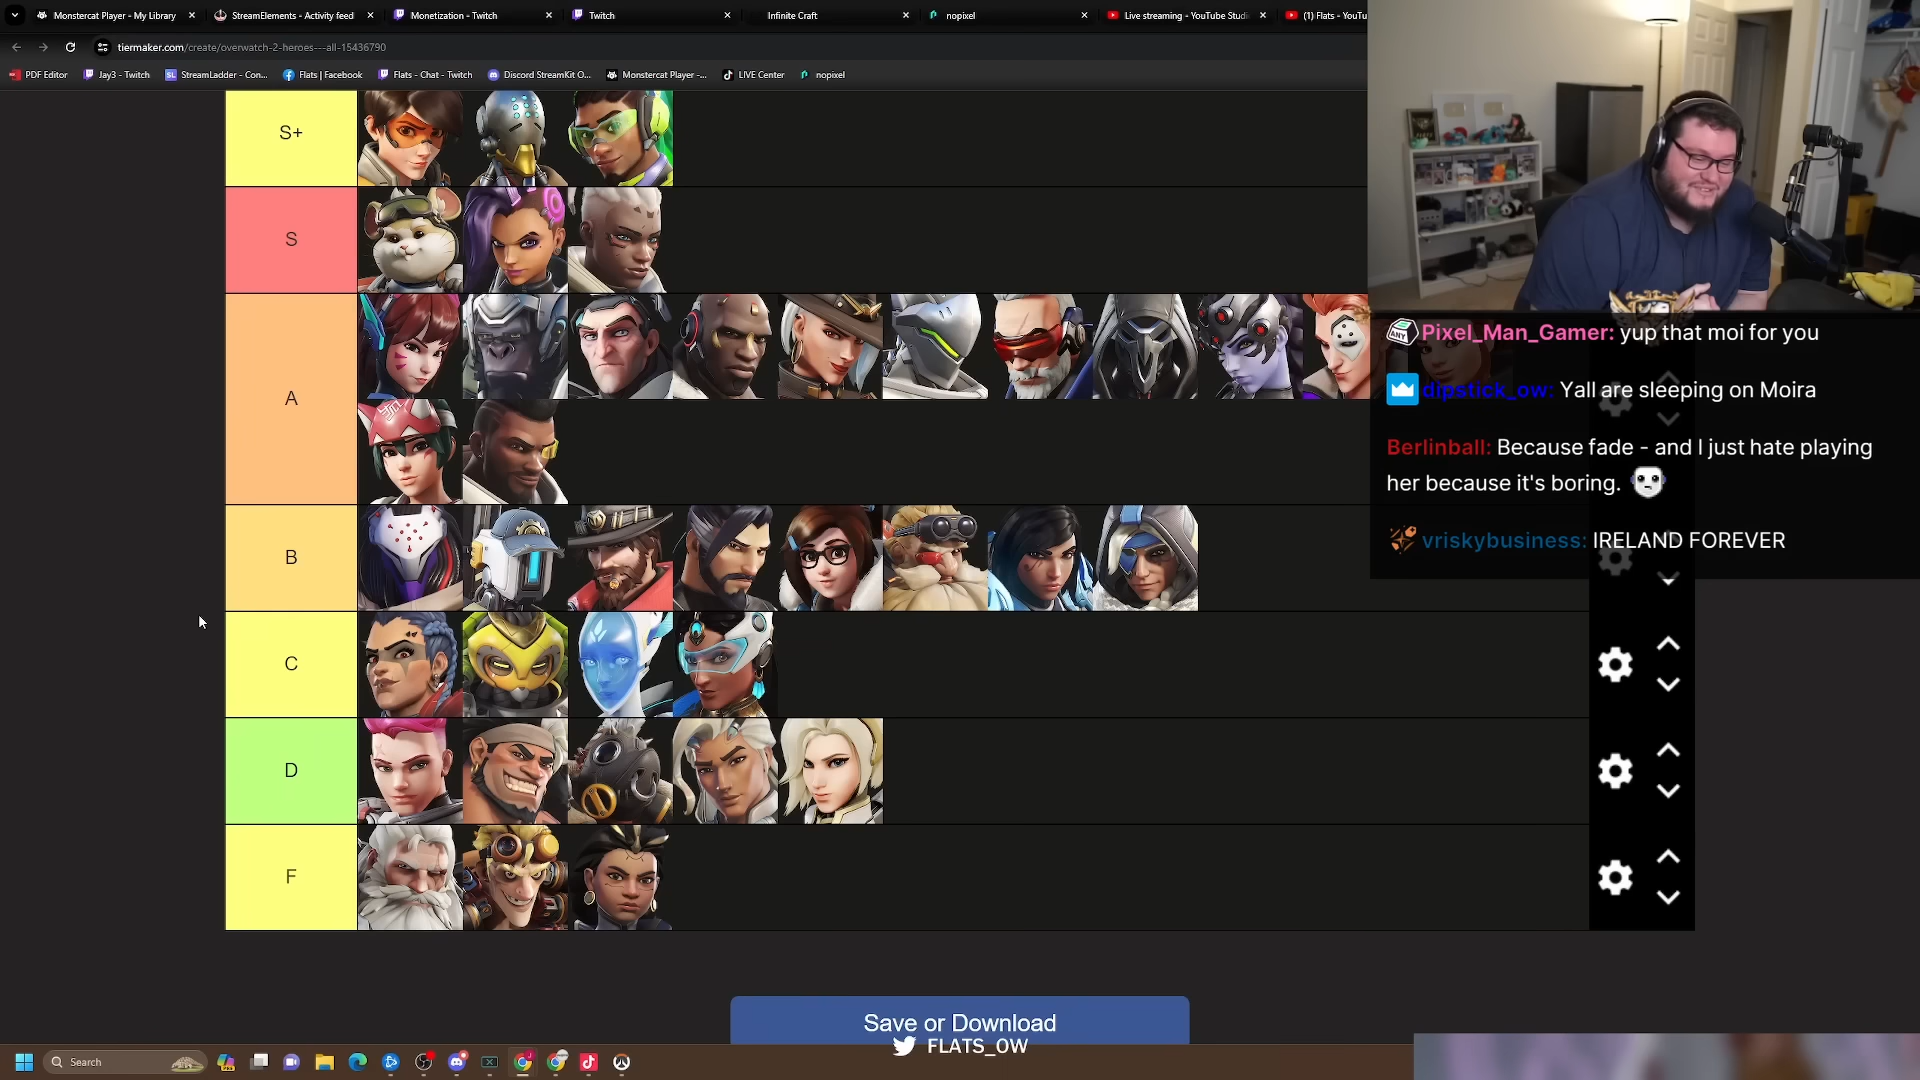 Monstercat Player - My Library
StreamElements - Activity feed
Monetization - Twitch
Twitch
Infinite Craft
nopixel
Live streaming - YouTube Studi
(1) Flats - YouTu
tiermaker.com/create/overwatch-2-heroes---all-15436790
PDF Editor
Jay3 - Twitch
StreamLadder - Con...
Flats | Facebook
Flats - Chat - Twitch
Discord StreamKit O...
Monstercat Player -...
LIVE Center
nopixel
S+
S
A
B
C
D
F
Pixel_Man_Gamer: yup that moi for you
dipstick_ow: Yall are sleeping on Moira
Berlinball: Because fade - and I just hate playing
her because it's boring.
vriskybusiness: IRELAND FOREVER
Save or Download
FLATS_OW
Search